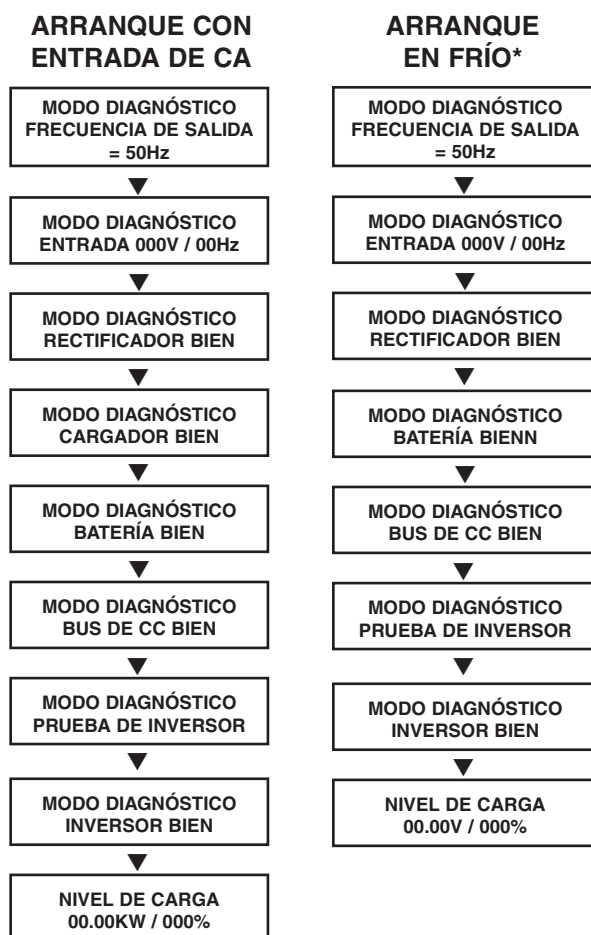 ARRANQUE CON
ENTRADA DE CA
MODO DIAGNÓSTICO
FRECUENCIA DE SALIDA
= 50Hz
MODO DIAGNÓSTICO
ENTRADA 000V / 00Hz
MODO DIAGNÓSTICO
RECTIFICADOR BIEN
MODO DIAGNÓSTICO
CARGADOR BIEN
MODO DIAGNÓSTICO
BATERÍA BIEN
MODO DIAGNÓSTICO
BUS DE CC BIEN
MODO DIAGNÓSTICO
PRUEBA DE INVERSOR
MODO DIAGNÓSTICO
INVERSOR BIEN
NIVEL DE CARGA
00.00KW / 000%
ARRANQUE
EN FRÍO*
MODO DIAGNÓSTICO
FRECUENCIA DE SALIDA
= 50Hz
MODO DIAGNÓSTICO
ENTRADA 000V / 00Hz
MODO DIAGNÓSTICO
RECTIFICADOR BIEN
MODO DIAGNÓSTICO
BATERÍA BIENN
MODO DIAGNÓSTICO
BUS DE CC BIEN
MODO DIAGNÓSTICO
PRUEBA DE INVERSOR
MODO DIAGNÓSTICO
INVERSOR BIEN
NIVEL DE CARGA
00.00V / 000%